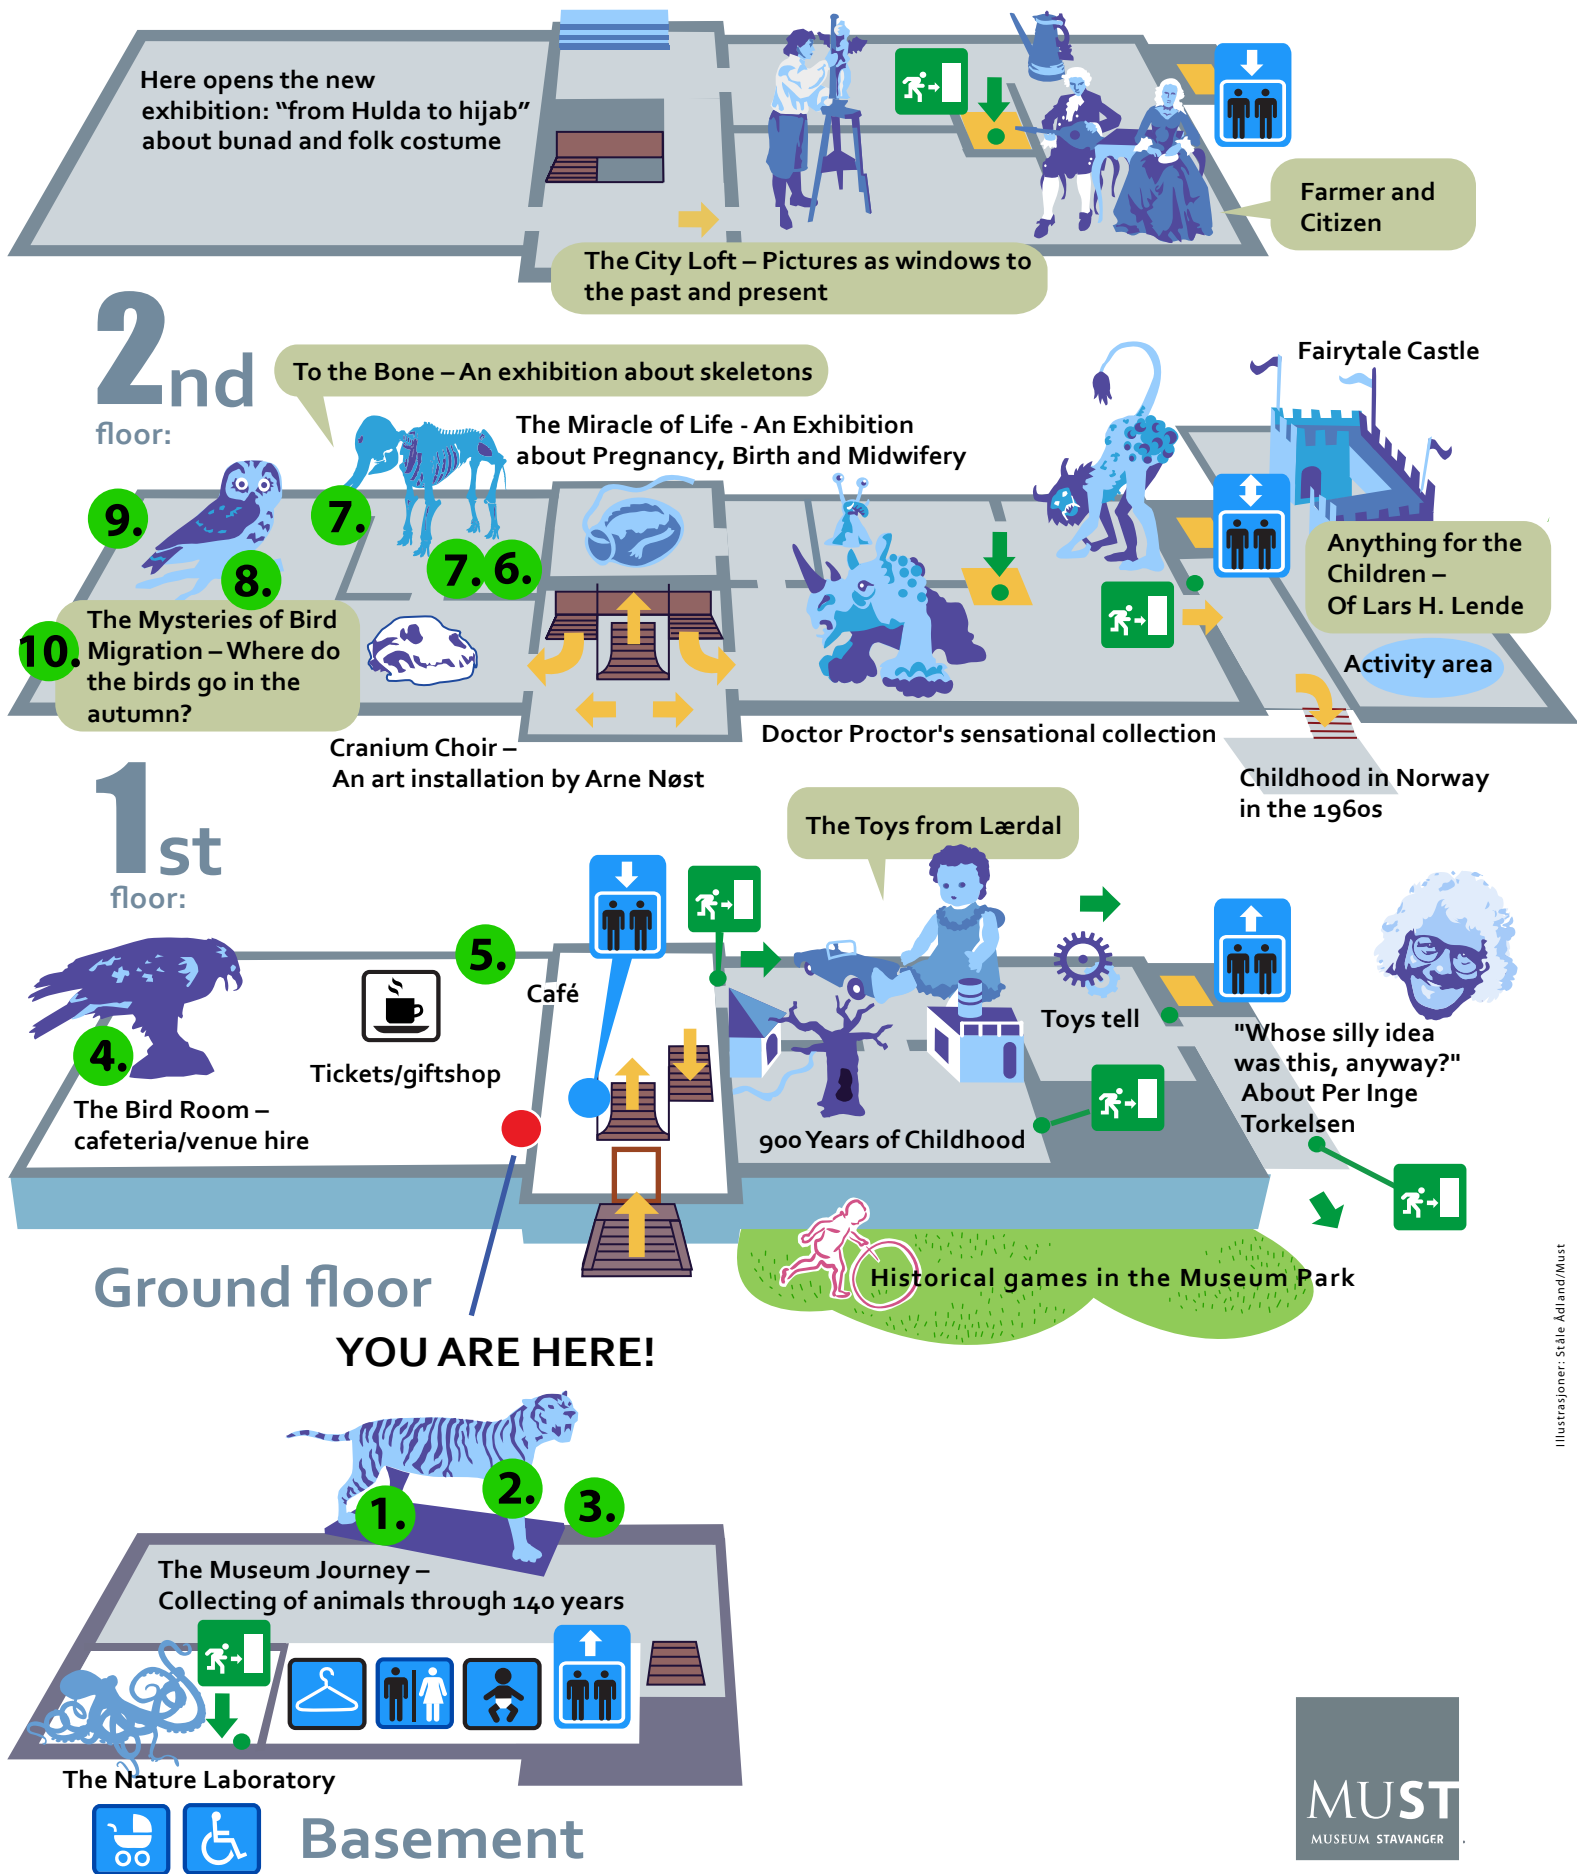 Here opens the new
exhibition: “from Hulda to hijab”
about bunad and folk costume
Farmer and
Citizen
The City Loft – Pictures as windows to
the past and present
2nd
floor:
To the Bone – An exhibition about skeletons
Fairytale Castle
The Miracle of Life - An Exhibition
about Pregnancy, Birth and Midwifery
9.
7.
8.
7.
6.
Anything for the
Children –
Of Lars H. Lende
10.
The Mysteries of Bird
Migration – Where do
the birds go in the
autumn?
Activity area
Cranium Choir –
An art installation by Arne Nøst
Doctor Proctor's sensational collection
Childhood in Norway
in the 1960s
1st
floor:
The Toys from Lærdal
5.
Café
4.
Tickets/giftshop
The Bird Room –
cafeteria/venue hire
Toys tell
900 Years of Childhood
"Whose silly idea
was this, anyway?"
About Per Inge
Torkelsen
Historical games in the Museum Park
Ground floor
YOU ARE HERE!
Illustrasjoner: Ståle Ådland/Must
1.
2.
3.
The Museum Journey –
Collecting of animals through 140 years
The Nature Laboratory
Basement
MUST
MUSEUM STAVANGER